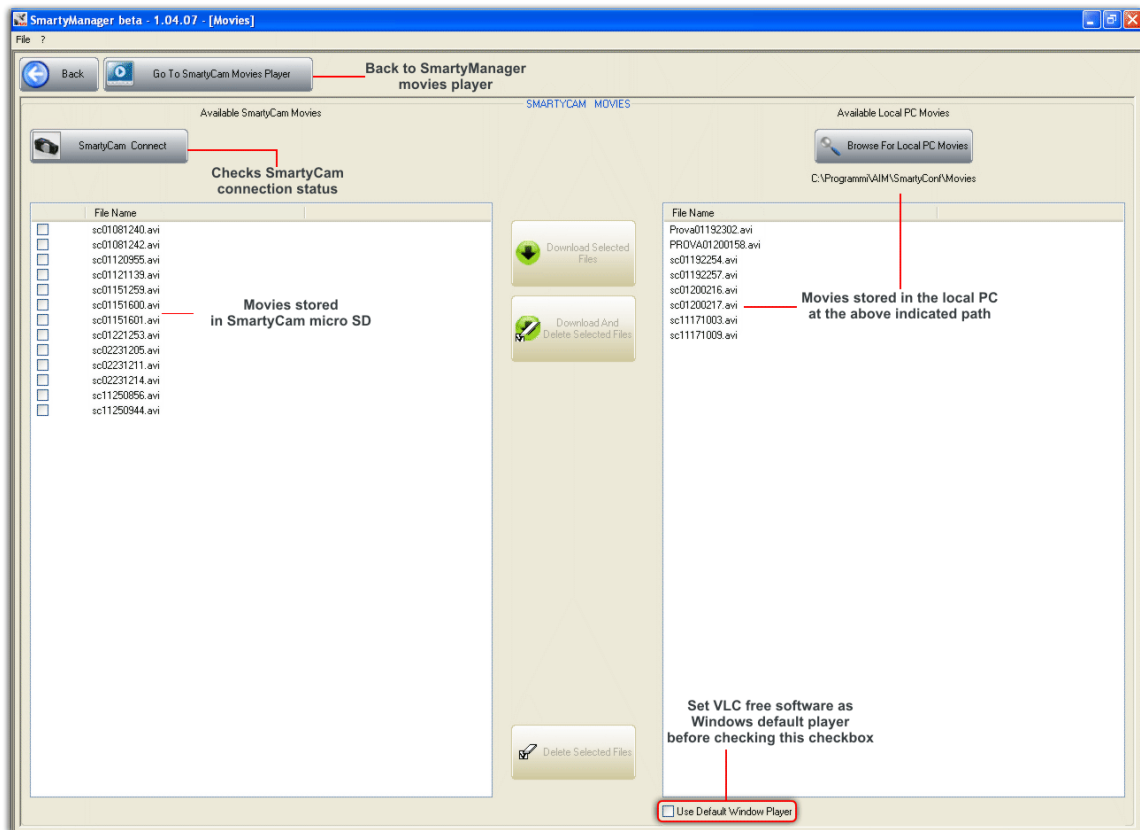 SmartyManager beta - 1.04.07 - [Movies]
File ?
Back
Go To SmartyCam Movies Player
Back to SmartyManager
movies player
SMARTYCAM MOVIES
Available SmartyCam Movies
SmartyCam Connect
Checks SmartyCam
connection status
File Name
sc01081240.avi
sc01081242.avi
sc01120955.avi
sc01121139.avi
sc01151259.avi
sc01151600.avi
sc01151601.avi
sc01221253.avi
sc02231205.avi
sc02231211.avi
sc02231214.avi
sc11250856.avi
sc11250944.avi
Movies stored
in SmartyCam micro SD
Download Selected
Files
Download And
Delete Selected Files
Delete Selected Files
Available Local PC Movies
Browse For Local PC Movies
C:\Programmi\AIM\SmartyConf\Movies
File Name
Prova01192302.avi
PROVA01200158.avi
sc01192254.avi
sc01192257.avi
sc01200216.avi
sc01200217.avi
sc11171003.avi
sc11171009.avi
Movies stored in the local PC
at the above indicated path
Set VLC free software as
Windows default player
before checking this checkbox
Use Default Window Player